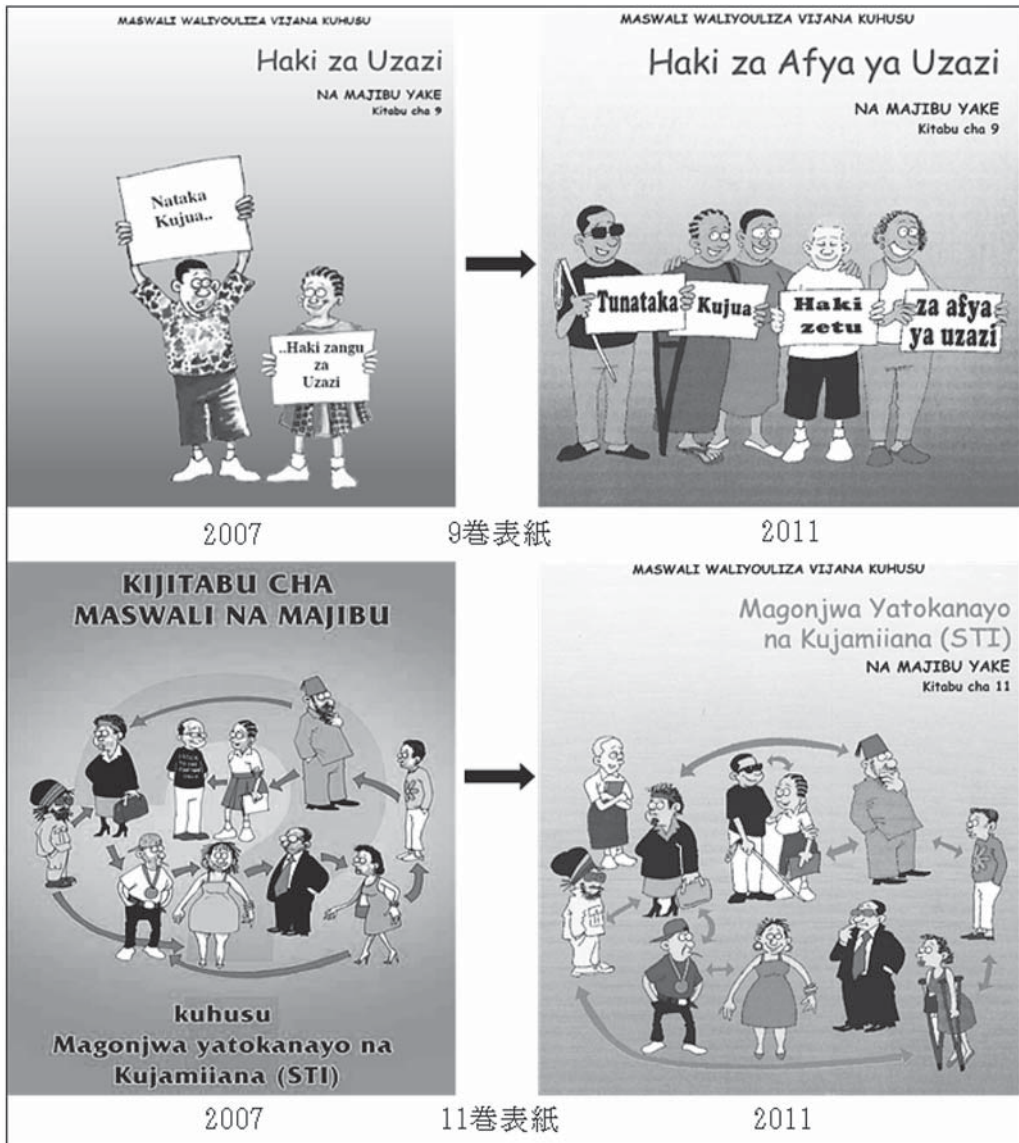 MASWALI WALIYOULIZA VIJANA KUHUSU
Haki za Uzazi
NA MAJIBU YAKE
Kitabu cha 9
Nataka
Kujua..
..Haki zangu
za
Uzazi
MASWALI WALIYOULIZA VIJANA KUHUSU
Haki za Afya ya Uzazi
NA MAJIBU YAKE
Kitabu cha 9
Tunataka
Kujua
Haki
zetu
za afya
ya uzazi
2007
9巻表紙
2011
KIJITABU CHA
MASWALI NA MAJIBU
kuhusu
Magonjwa yatokanayo na
Kujamiiana (STI)
MASWALI WALIYOULIZA VIJANA KUHUSU
Magonjwa Yatokanayo
na Kujamiiana (STI)
NA MAJIBU YAKE
Kitabu cha 11
2007
11巻表紙
2011